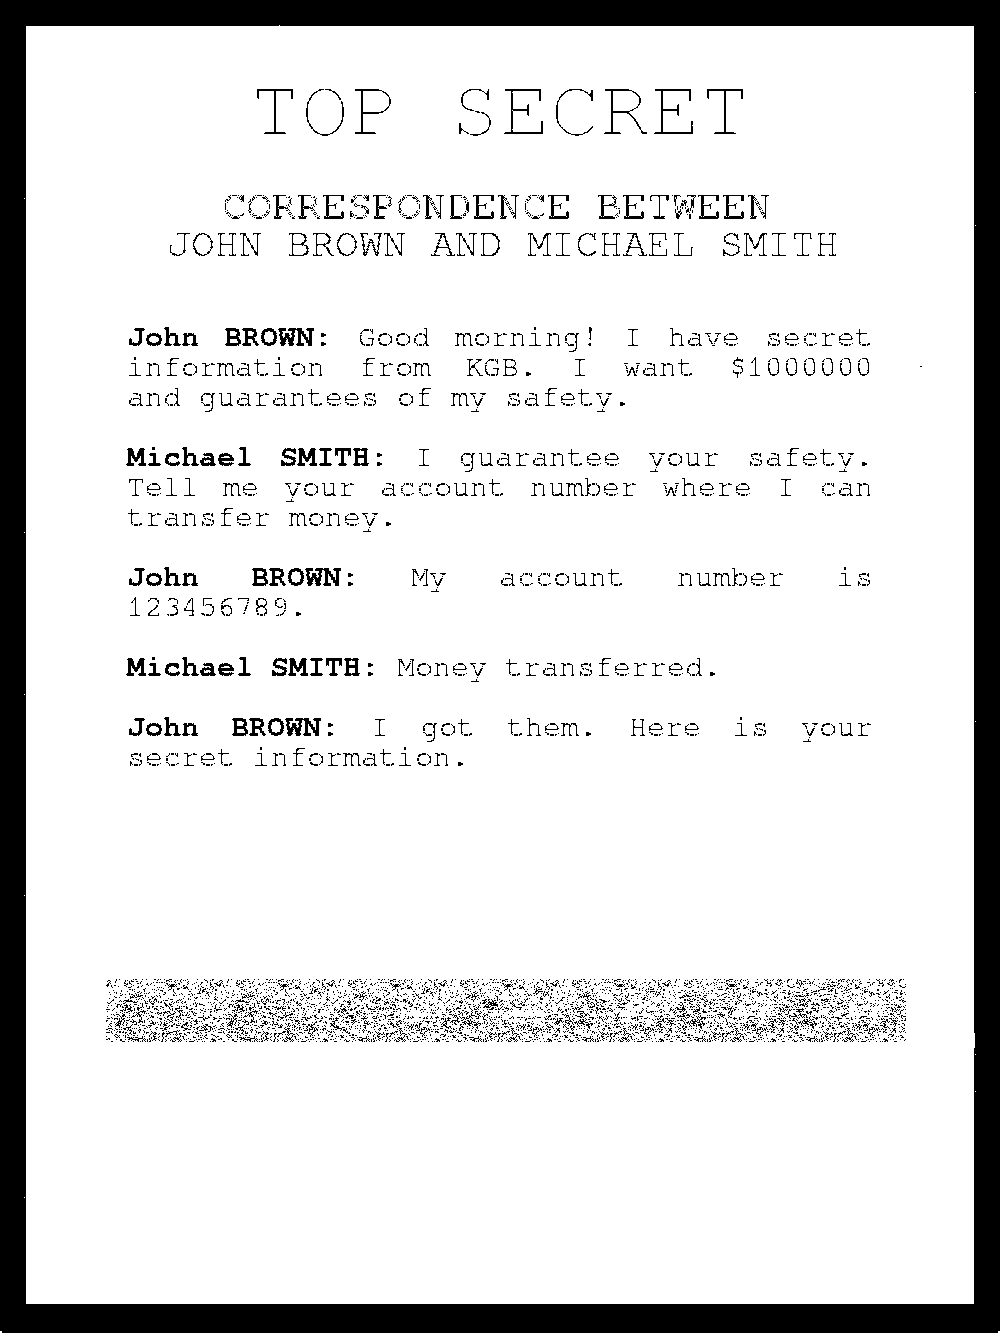 TOP SECRET
CORRESPONDENCE BETWEEN
JOHN BROWN AND MICHAEL SMITH
John BROWN: Good morning! I have secret
information from KGB. I want $1000000
and guarantees of my safety.
Michael SMITH: I guarantee your safety.
Tell me your account number where I can
transfer money.
John BROWN: My account number is
123456789.
Michael SMITH: Money transferred.
John BROWN: I got them. Here is your
secret information.